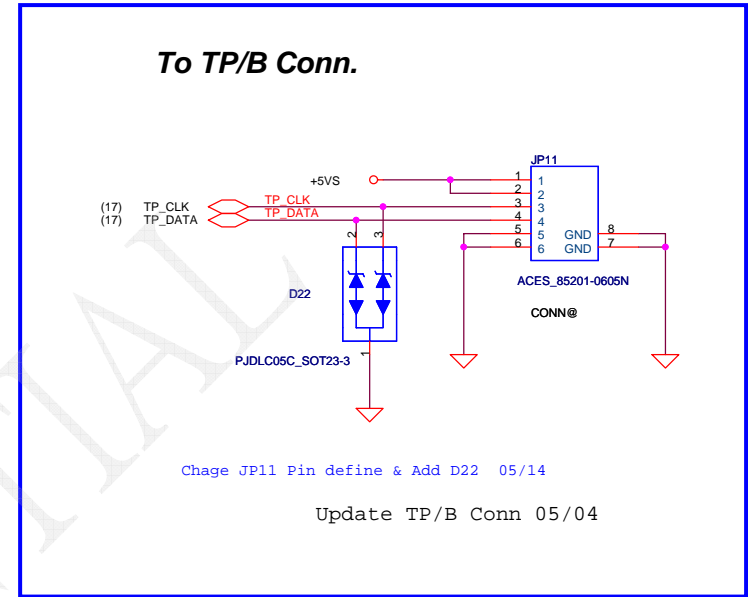 To TP/B Conn.
JP11
+5VS
1 1
2 2
(17) TP_CLK TP_CLK 3 3
(17) TP_DATA TP_DATA 4 4
5 5 GND 8
6 6 GND 7
2 3
D22
ACES_85201-0605N
CONN@
PJDLC05C_SOT23-3
1
Chage JP11 Pin define & Add D22 05/14
Update TP/B Conn 05/04
TIAL